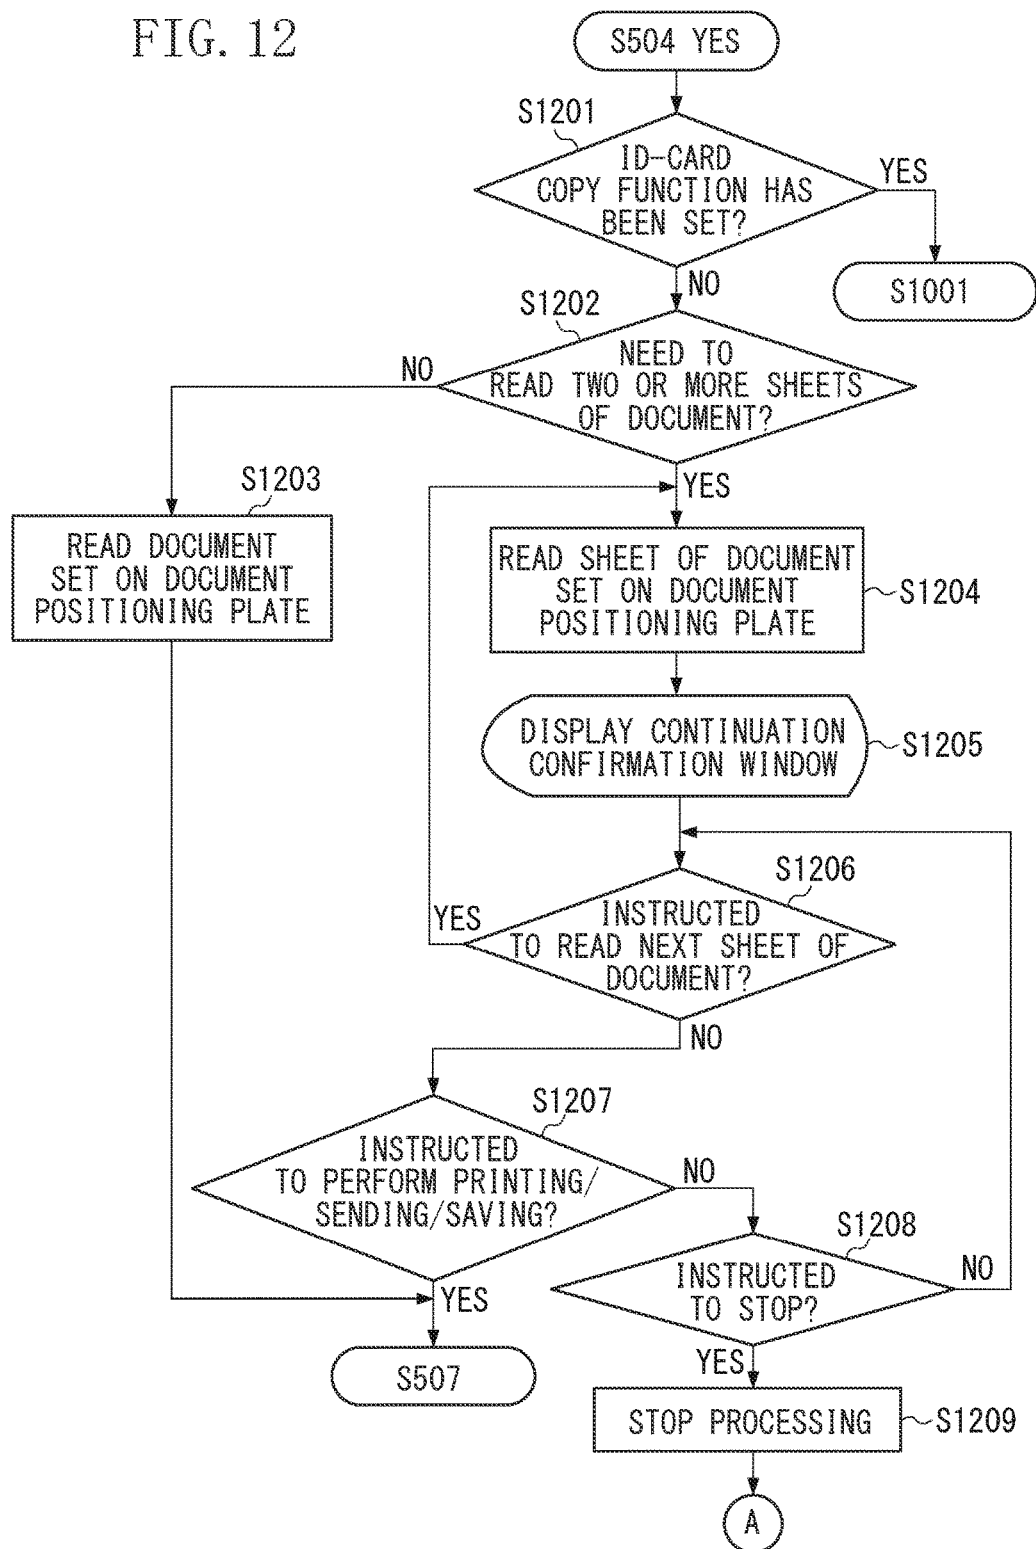 FIG. 12
S504 YES
S1201
ID-CARD
COPY FUNCTION HAS
BEEN SET?
YES
S1001
NO
S1202
NEED TO
READ TWO OR MORE SHEETS
OF DOCUMENT?
NO
YES
S1203
READ DOCUMENT
SET ON DOCUMENT
POSITIONING PLATE
READ SHEET OF DOCUMENT
SET ON DOCUMENT
POSITIONING PLATE
S1204
DISPLAY CONTINUATION
CONFIRMATION WINDOW
S1205
S1206
INSTRUCTED
TO READ NEXT SHEET OF
DOCUMENT?
YES
NO
S1207
INSTRUCTED
TO PERFORM PRINTING/
SENDING/SAVING?
NO
YES
S507
S1208
INSTRUCTED
TO STOP?
NO
YES
STOP PROCESSING
S1209
A